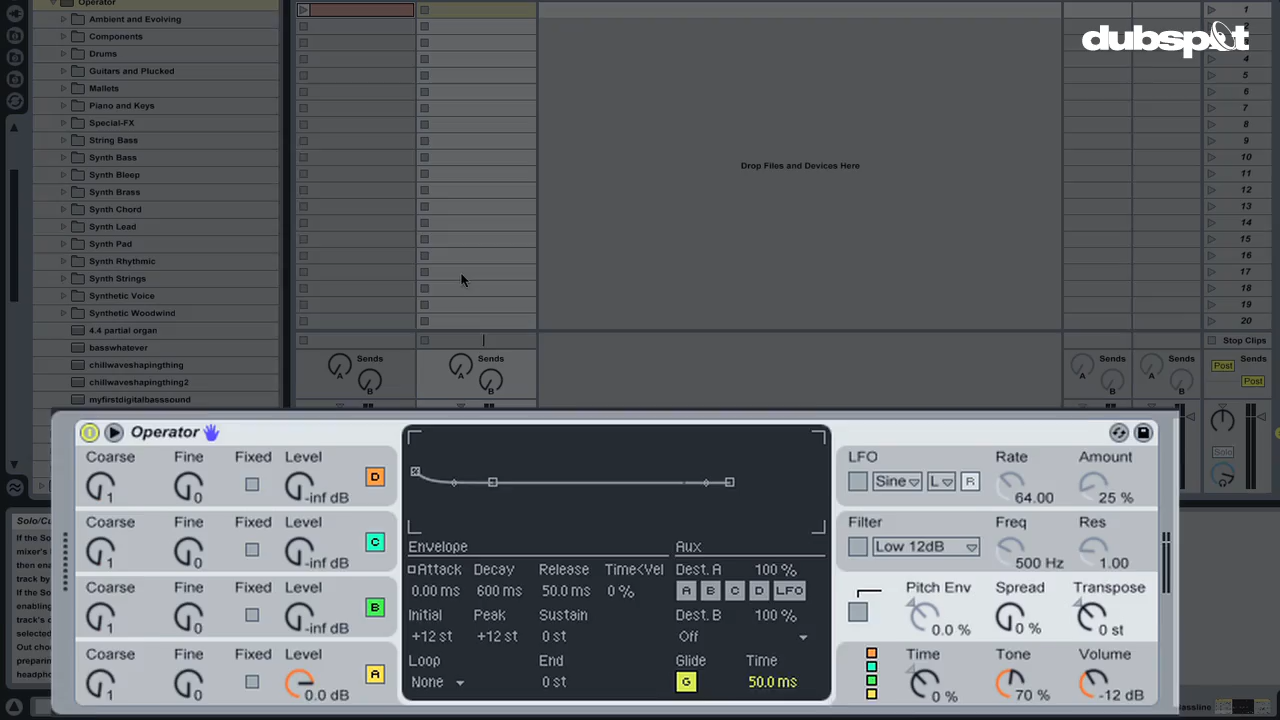 Operator
Ambient and Evolving
Components
Drums
Guitars and Plucked
Mallets
Piano and Keys
Special-FX
String Bass
Synth Bass
Synth Bleep
Synth Brass
Synth Chord
Synth Lead
Synth Pad
Synth Rhythmic
Synth Strings
Synthetic Voice
Synthetic Woodwind
4.4 partial organ
basewhatever
chillwaveshapingthing
chillwaveshapingthing2
myfirstdigitalbasssound
Drop Files and Devices Here
dubspot
1
2
4
5
6
7
8
9
10
11
12
13
14
15
16
17
18
19
20
Stop Clips
Sends
A
B
Sends
A
B
Sends
A
B
Sends
A
B
Post
Sends
Post
Solo
Solo/Cu
If the So
mixer's
then ena
track by
If the So
enabling
track's c
selected
Out cho
preparin
headpho
Operator
Coarse Fine Fixed Level
1 0 -inf dB D
Coarse Fine Fixed Level
1 0 -inf dB C
Coarse Fine Fixed Level
1 0 -inf dB B
Coarse Fine Fixed Level
1 0 0.0 dB A
Envelope Aux
Attack Decay Release Time<Vel Dest. A 100 %
0.00 ms 600 ms 50.0 ms 0 % A B C D LFO
Initial Peak Sustain Dest. B 100 %
+12 st +12 st 0 st Off
Loop End Glide Time
None 0 st G 50.0 ms
LFO Rate Amount
Sine L R 64.00 25 %
Filter Freq Res
Low 12dB 500 Hz 1.00
Pitch Env Spread Transpose
0.0 % 0 % 0 st
Time Tone Volume
0 % 70 % -12 dB
bassline